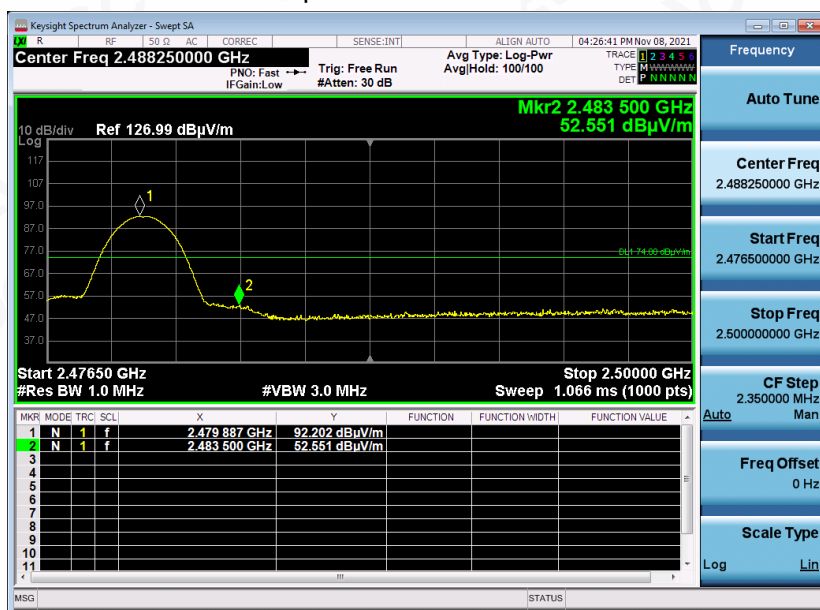 Keysight Spectrum Analyzer - Swept SA
LXI R RF 50 Ω AC CORREC SENSE:INT ALIGN AUTO 04:26:41 PM Nov 08, 2021
Center Freq 2.488250000 GHz
PNO: Fast
IFGain:Low
Trig: Free Run
#Atten: 30 dB
Avg Type: Log-Pwr
Avg|Hold: 100/100
TRACE 1 2 3 4 5 6
TYPE M WWWWW
DET P N N N N N
Mkr2 2.483 500 GHz
52.551 dBµV/m
10 dB/div Ref 126.99 dBµV/m
Log
117
107
97.0
87.0
77.0
67.0
57.0
47.0
37.0
1
2
DL1 74.00 dBµV/m
Start 2.47650 GHz Stop 2.50000 GHz
#Res BW 1.0 MHz #VBW 3.0 MHz Sweep 1.066 ms (1000 pts)
MKR MODE TRC SCL X Y FUNCTION FUNCTION WIDTH FUNCTION VALUE
1 N 1 f 2.479 887 GHz 92.202 dBµV/m
2 N 1 f 2.483 500 GHz 52.551 dBµV/m
3
4
5
6
7
8
9
10
11
MSG STATUS
Frequency
Auto Tune
Center Freq
2.488250000 GHz
Start Freq
2.476500000 GHz
Stop Freq
2.500000000 GHz
CF Step
2.350000 MHz
Auto Man
Freq Offset
0 Hz
Scale Type
Log Lin